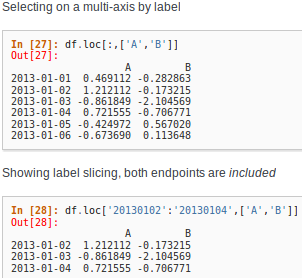 Selecting on a multi-axis by label
In [27]: df.loc[:,['A','B']]
Out[27]:
A B
2013-01-01 0.469112 -0.282863
2013-01-02 1.212112 -0.173215
2013-01-03 -0.861849 -2.104569
2013-01-04 0.721555 -0.706771
2013-01-05 -0.424972 0.567020
2013-01-06 -0.673690 0.113648
Showing label slicing, both endpoints are included
In [28]: df.loc['20130102':'20130104',['A','B']]
Out[28]:
A B
2013-01-02 1.212112 -0.173215
2013-01-03 -0.861849 -2.104569
2013-01-04 0.721555 -0.706771